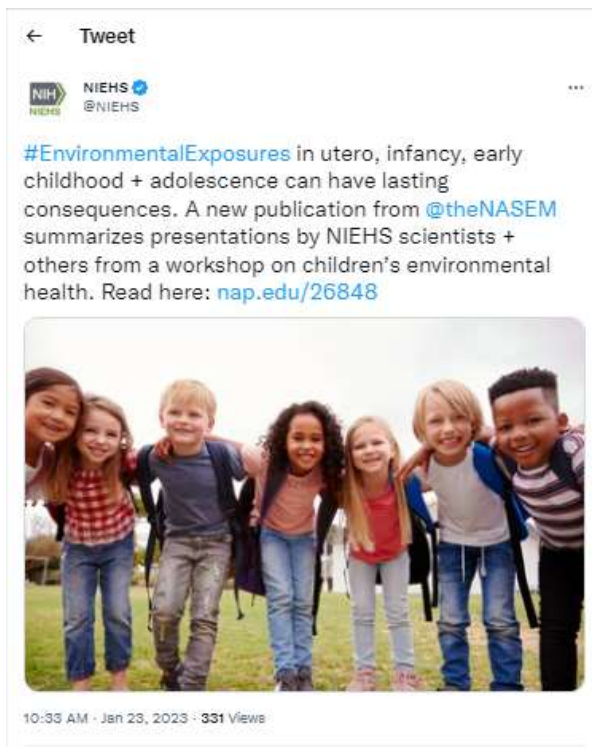 ← Tweet
NIH
NIEHS
NIEHS
@NIEHS
#EnvironmentalExposures in utero, infancy, early
childhood + adolescence can have lasting
consequences. A new publication from @theNASEM
summarizes presentations by NIEHS scientists +
others from a workshop on children's environmental
health. Read here: nap.edu/26848
10:33 AM · Jan 23, 2023 · 331 Views